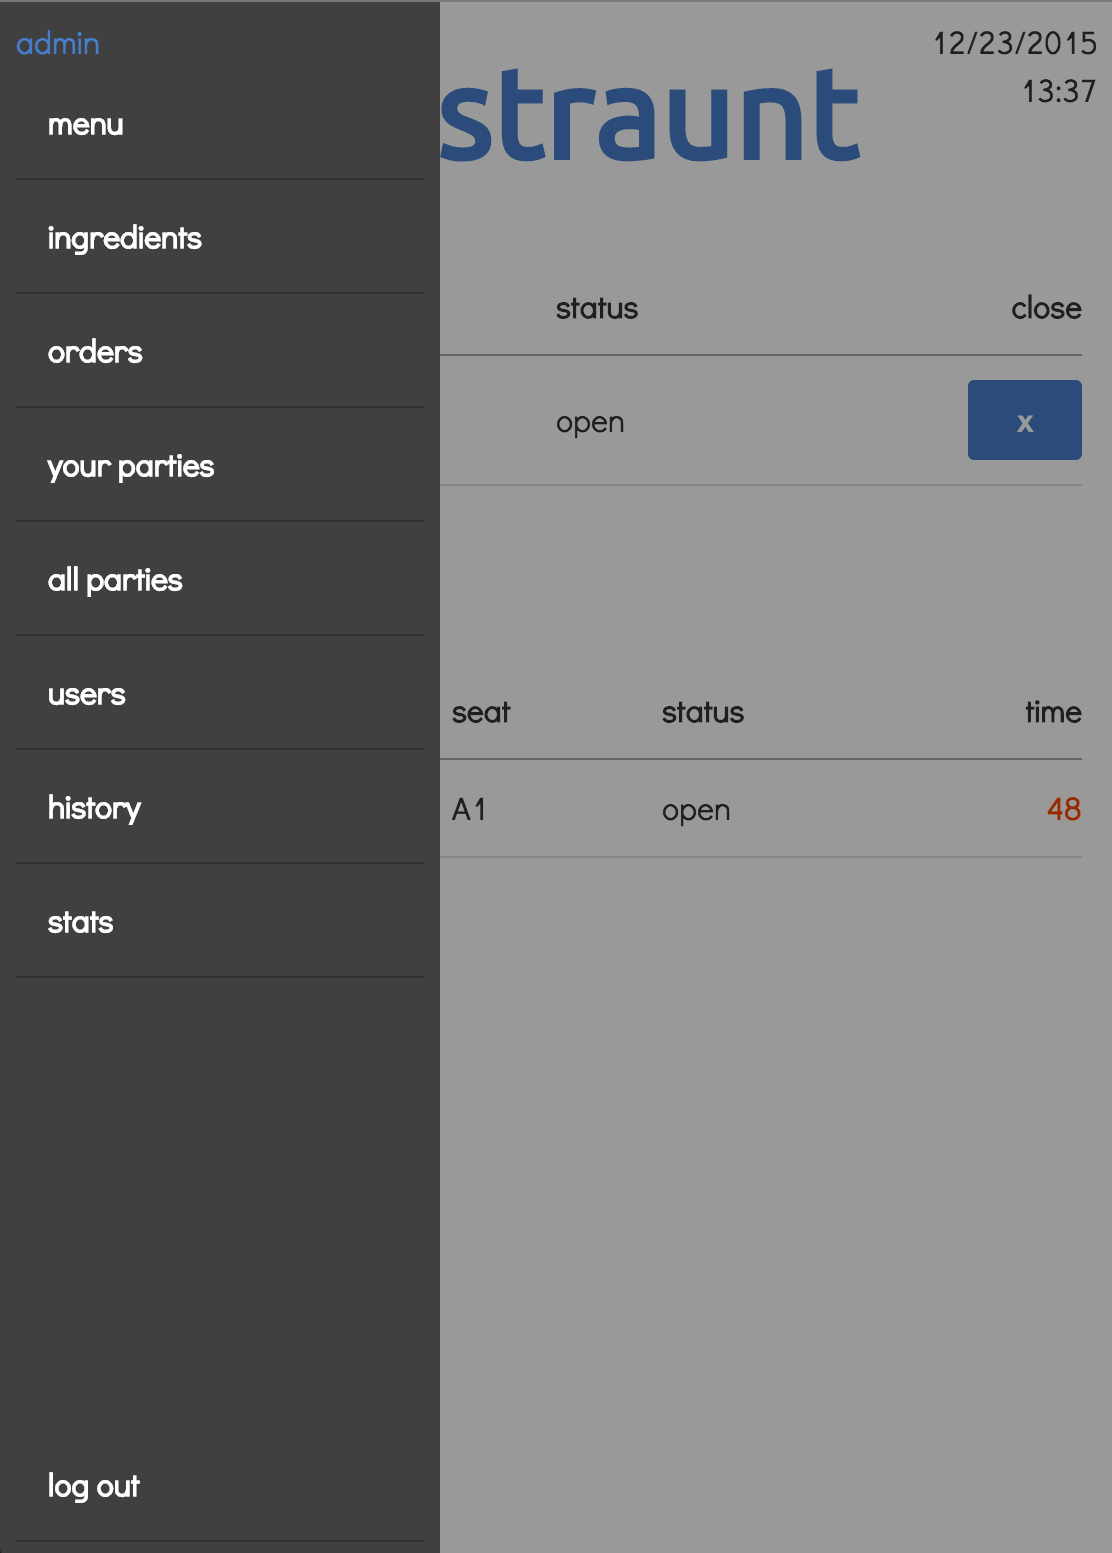 admin
menu
ingredients
orders
your parties
all parties
users
history
stats
log out
straunt
12/23/2015
13:37
status close
open x
seat status time
A1 open 48